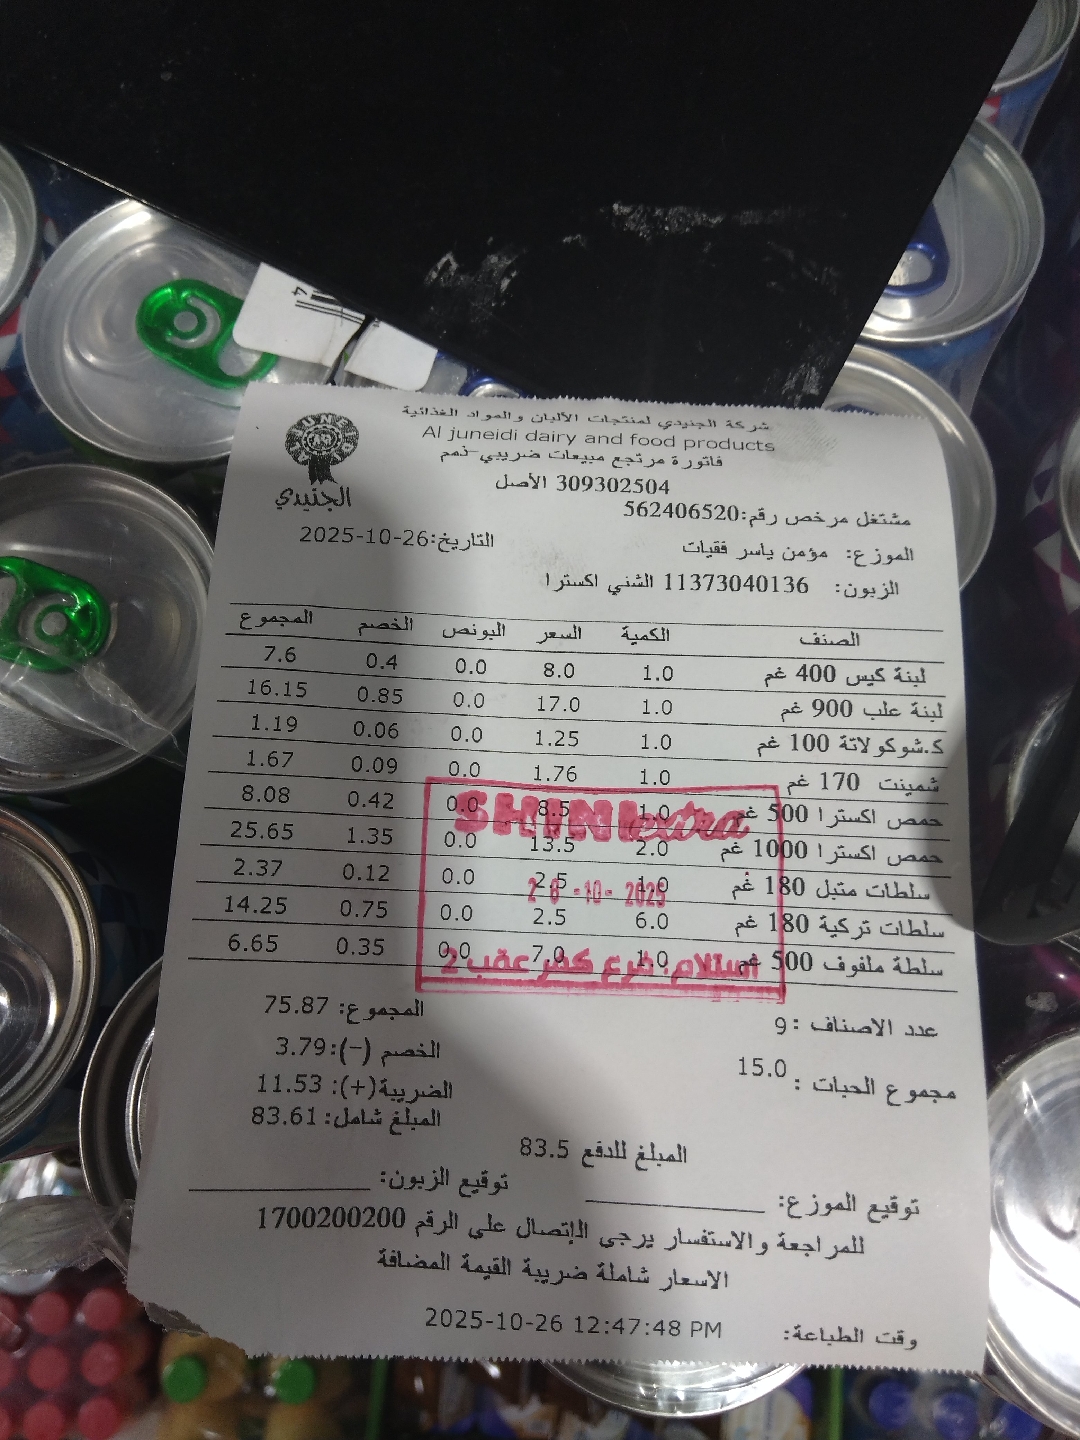 شركة الجنيدي لمنتجات الألبان والمواد الغذائية
Al juneidi dairy and food products
فاتورة مرتجع مبيعات ضريبي-ذمم
الجنيدي
309302504 الأصل
مشتغل مرخص رقم:562406520
الموزع: مؤمن ياسر فقيات التاريخ:2025-10-26
الزبون: 11373040136 الشني اكسترا
الصنف الكمية السعر البونص الخصم المجموع
لبنة كيس 400 غم 1.0 8.0 0.0 0.4 7.6
لبنة علب 900 غم 1.0 17.0 0.0 0.85 16.15
ك.شوكولاتة 100 غم 1.0 1.25 0.0 0.06 1.19
شمينت 170 غم 1.0 1.76 0.0 0.09 1.67
حمص اكسترا 500 غم 1.0 8.5 0.0 0.42 8.08
حمص اكسترا 1000 غم 2.0 13.5 0.0 1.35 25.65
سلطات متبل 180 غم 1.0 2.5 0.0 0.12 2.37
سلطات تركية 180 غم 6.0 2.5 0.0 0.75 14.25
سلطة ملفوف 500 غم 1.0 7.0 0.0 0.35 6.65
SHINI extra
-10- 2025
استلام: فرع كفر عقب 2
عدد الاصناف : 9 المجموع: 75.87
مجموع الحبات : 15.0 الخصم (-): 3.79
الضريبة(+): 11.53
المبلغ شامل: 83.61
المبلغ للدفع 83.5
توقيع الموزع: توقيع الزبون:
للمراجعة والاستفسار يرجى الإتصال على الرقم 1700200200
الاسعار شاملة ضريبة القيمة المضافة
وقت الطباعة: 2025-10-26 12:47:48 PM